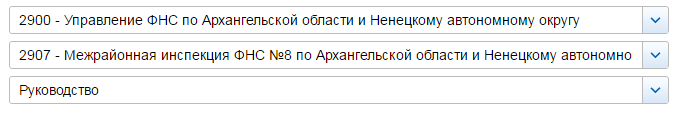 2900 - Управление ФНС по Архангельской области и Ненецкому автономному округу
2907 - Межрайонная инспекция ФНС №8 по Архангельской области и Ненецкому автономно
Руководство